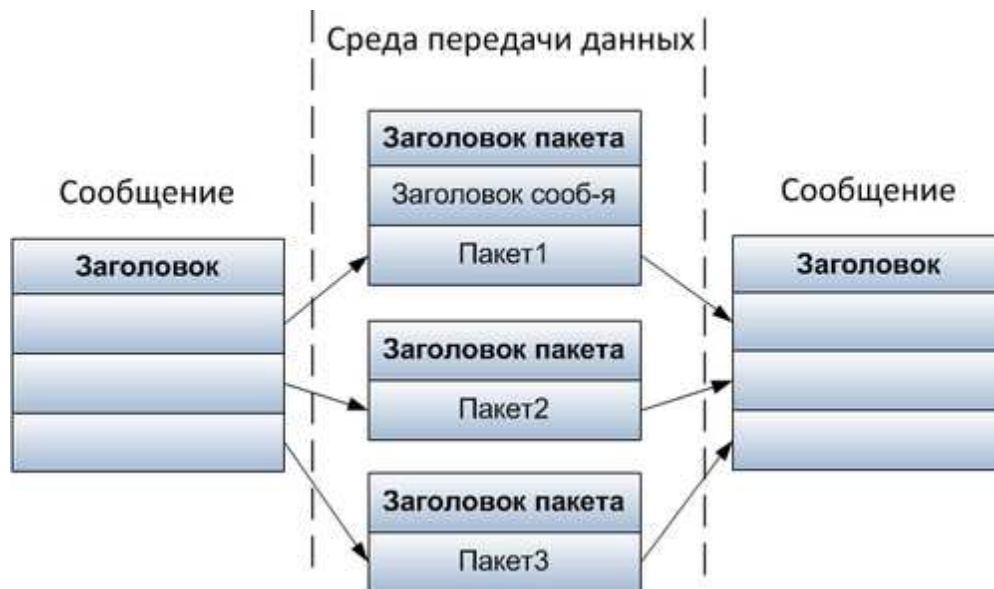 Среда передачи данных
Сообщение
Заголовок
Заголовок пакета
Заголовок сооб-я
Пакет1
Заголовок пакета
Пакет2
Заголовок пакета
Пакет3
Сообщение
Заголовок